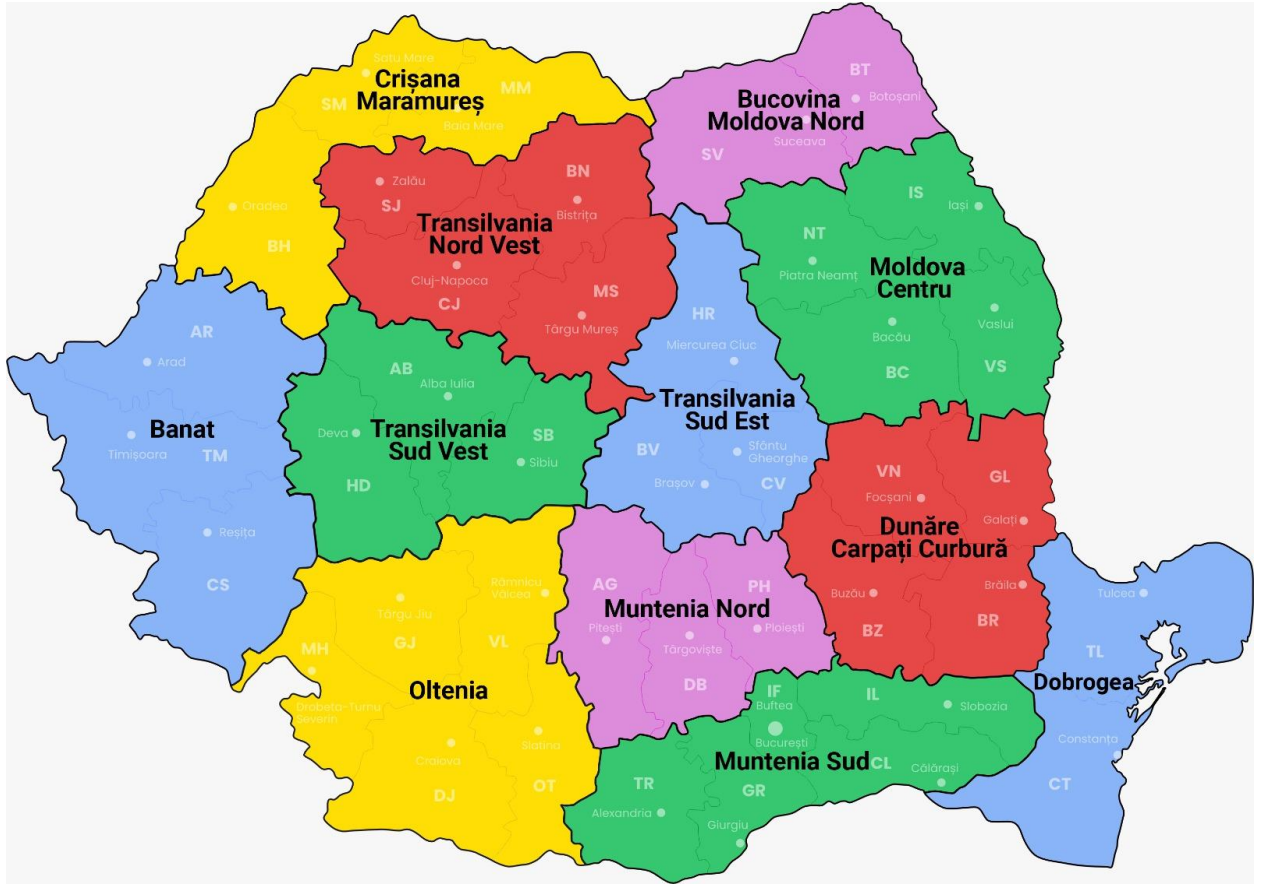 Satu Mare
Crișana
Maramureș
SM
MM
Baia Mare
Oradea
BH
BT
Botoșani
Bucovina
Moldova Nord
Suceava
SV
Zalău
SJ
BN
Bistrița
Transilvania
Nord Vest
Cluj-Napoca
CJ
MS
Târgu Mureș
IS
Iași
NT
Piatra Neamț
Moldova
Centru
Bacău
BC
Vaslui
VS
AR
Arad
Banat
Timișoara
TM
Reșița
CS
AB
Alba Iulia
Deva
Transilvania
Sud Vest
SB
Sibiu
HD
HR
Miercurea Ciuc
Transilvania
Sud Est
BV
Sfântu
Gheorghe
Brașov
CV
VN
Focșani
GL
Galați
Dunăre
Carpați Curbură
Buzău
BZ
Brăila
BR
Râmnicu
Vâlcea
Târgu Jiu
GJ
VL
MH
Oltenia
Drobeta-Turnu
Severin
Craiova
Slatina
DJ
OT
AG
PH
Muntenia Nord
Pitești
Ploiești
Târgoviște
DB
Tulcea
TL
Dobrogea
Constanța
CT
IF
Buftea
București
IL
Slobozia
Muntenia Sud
CL
Călărași
TR
GR
Alexandria
Giurgiu